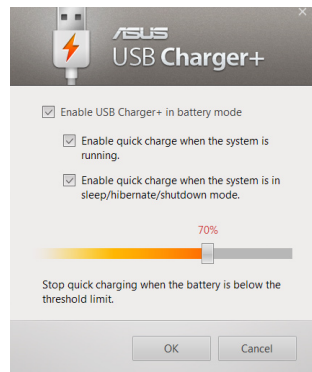 ASUS
USB Charger+
Enable USB Charger+ in battery mode
Enable quick charge when the system is
running.
Enable quick charge when the system is in
sleep/hibernate/shutdown mode.
70%
Stop quick charging when the battery is below the
threshold limit.
OK Cancel